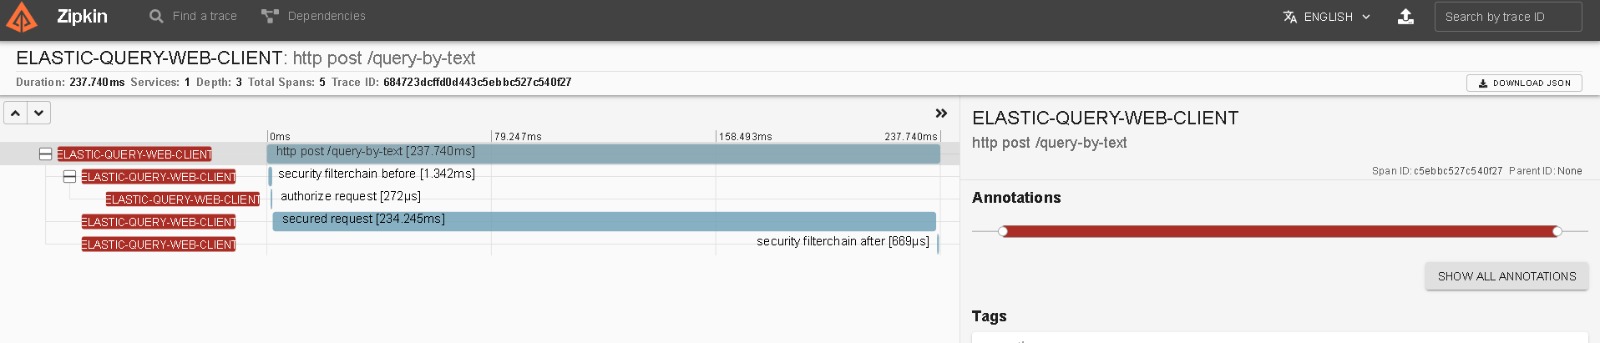 Zipkin
Find a trace
Dependencies
ENGLISH
Search by trace ID
ELASTIC-QUERY-WEB-CLIENT: http post /query-by-text
Duration: 237.740ms Services: 1 Depth: 3 Total Spans: 5 Trace ID: 684723dcffd0d443c5ebbc527c540f27
DOWNLOAD JSON
0ms 79.247ms 158.493ms 237.740ms
ELASTIC-QUERY-WEB-CLIENT http post /query-by-text [237.740ms]
ELASTIC-QUERY-WEB-CLIENT security filterchain before [1.342ms]
ELASTIC-QUERY-WEB-CLIENT authorize request [272µs]
ELASTIC-QUERY-WEB-CLIENT secured request [234.245ms]
ELASTIC-QUERY-WEB-CLIENT security filterchain after [669µs]
ELASTIC-QUERY-WEB-CLIENT
http post /query-by-text
Span ID: c5ebbc527c540f27 Parent ID: None
Annotations
SHOW ALL ANNOTATIONS
Tags